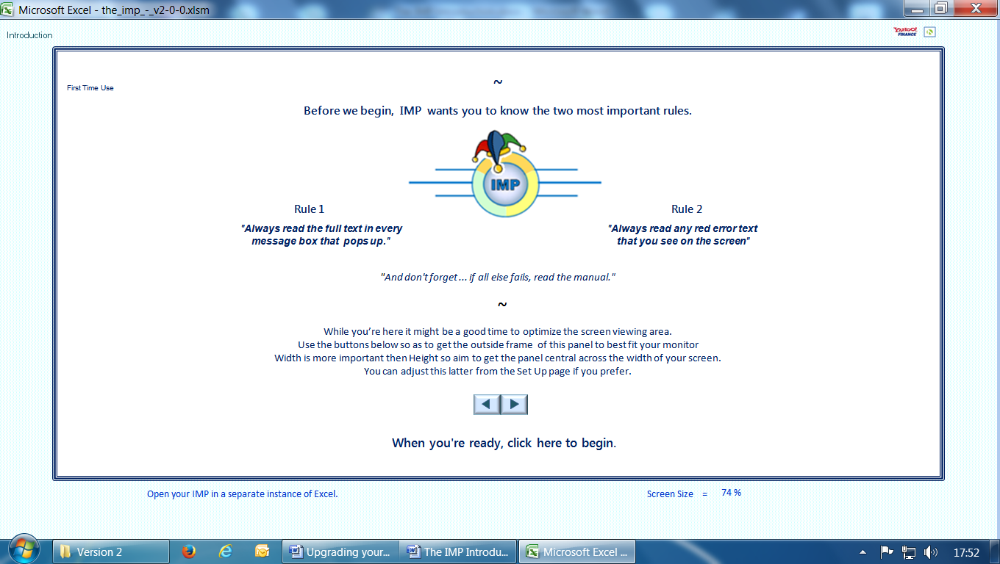 Microsoft Excel - the_imp_-_v2-0-0.xlsm
Introduction
YAHOO!
FINANCE
First Time Use
~
Before we begin, IMP wants you to know the two most important rules.
IMP
Rule 1
"Always read the full text in every
message box that pops up."
Rule 2
"Always read any red error text
that you see on the screen"
"And don't forget ... if all else fails, read the manual."
~
While you’re here it might be a good time to optimize the screen viewing area.
Use the buttons below so as to get the outside frame of this panel to best fit your monitor
Width is more important then Height so aim to get the panel central across the width of your screen.
You can adjust this latter from the Set Up page if you prefer.
When you're ready, click here to begin.
Open your IMP in a separate instance of Excel.
Screen Size = 74 %
Version 2
Upgrading your...
The IMP Introdu...
Microsoft Excel ...
17:52